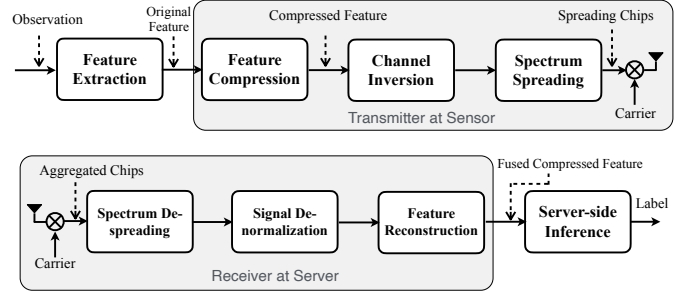 Observation
Original
Feature
Compressed Feature
Spreading Chips
Feature
Extraction
Feature
Compression
Channel
Inversion
Spectrum
Spreading
Carrier
Transmitter at Sensor
Aggregated Chips
Fused Compressed Feature
Spectrum De-
spreading
Signal De-
normalization
Feature
Reconstruction
Server-side
Inference
Label
Carrier
Receiver at Server